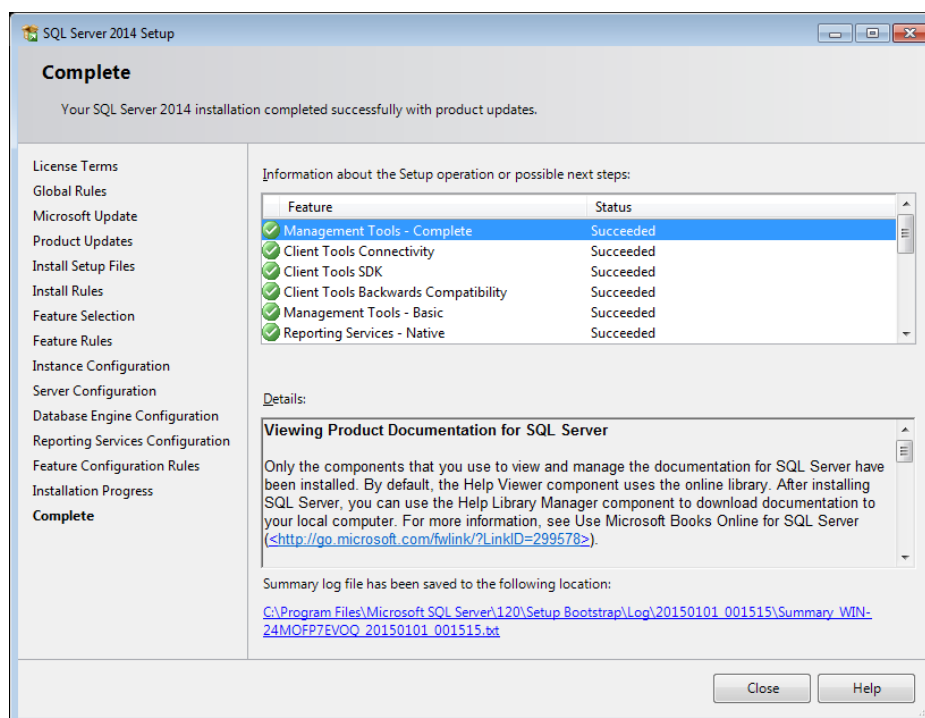 SQL Server 2014 Setup
Complete
Your SQL Server 2014 installation completed successfully with product updates.
License Terms
Global Rules
Microsoft Update
Product Updates
Install Setup Files
Install Rules
Feature Selection
Feature Rules
Instance Configuration
Server Configuration
Database Engine Configuration
Reporting Services Configuration
Feature Configuration Rules
Installation Progress
Complete
Information about the Setup operation or possible next steps:
Feature Status
Management Tools - Complete Succeeded
Client Tools Connectivity Succeeded
Client Tools SDK Succeeded
Client Tools Backwards Compatibility Succeeded
Management Tools - Basic Succeeded
Reporting Services - Native Succeeded
Details:
Viewing Product Documentation for SQL Server
Only the components that you use to view and manage the documentation for SQL Server have
been installed. By default, the Help Viewer component uses the online library. After installing
SQL Server, you can use the Help Library Manager component to download documentation to
your local computer. For more information, see Use Microsoft Books Online for SQL Server
(<http://go.microsoft.com/fwlink/?LinkID=299578>).
Summary log file has been saved to the following location:
C:\Program Files\Microsoft SQL Server\120\Setup Bootstrap\Log\20150101_001515\Summary_WIN-
24MOFP7EVOQ_20150101_001515.txt
Close Help